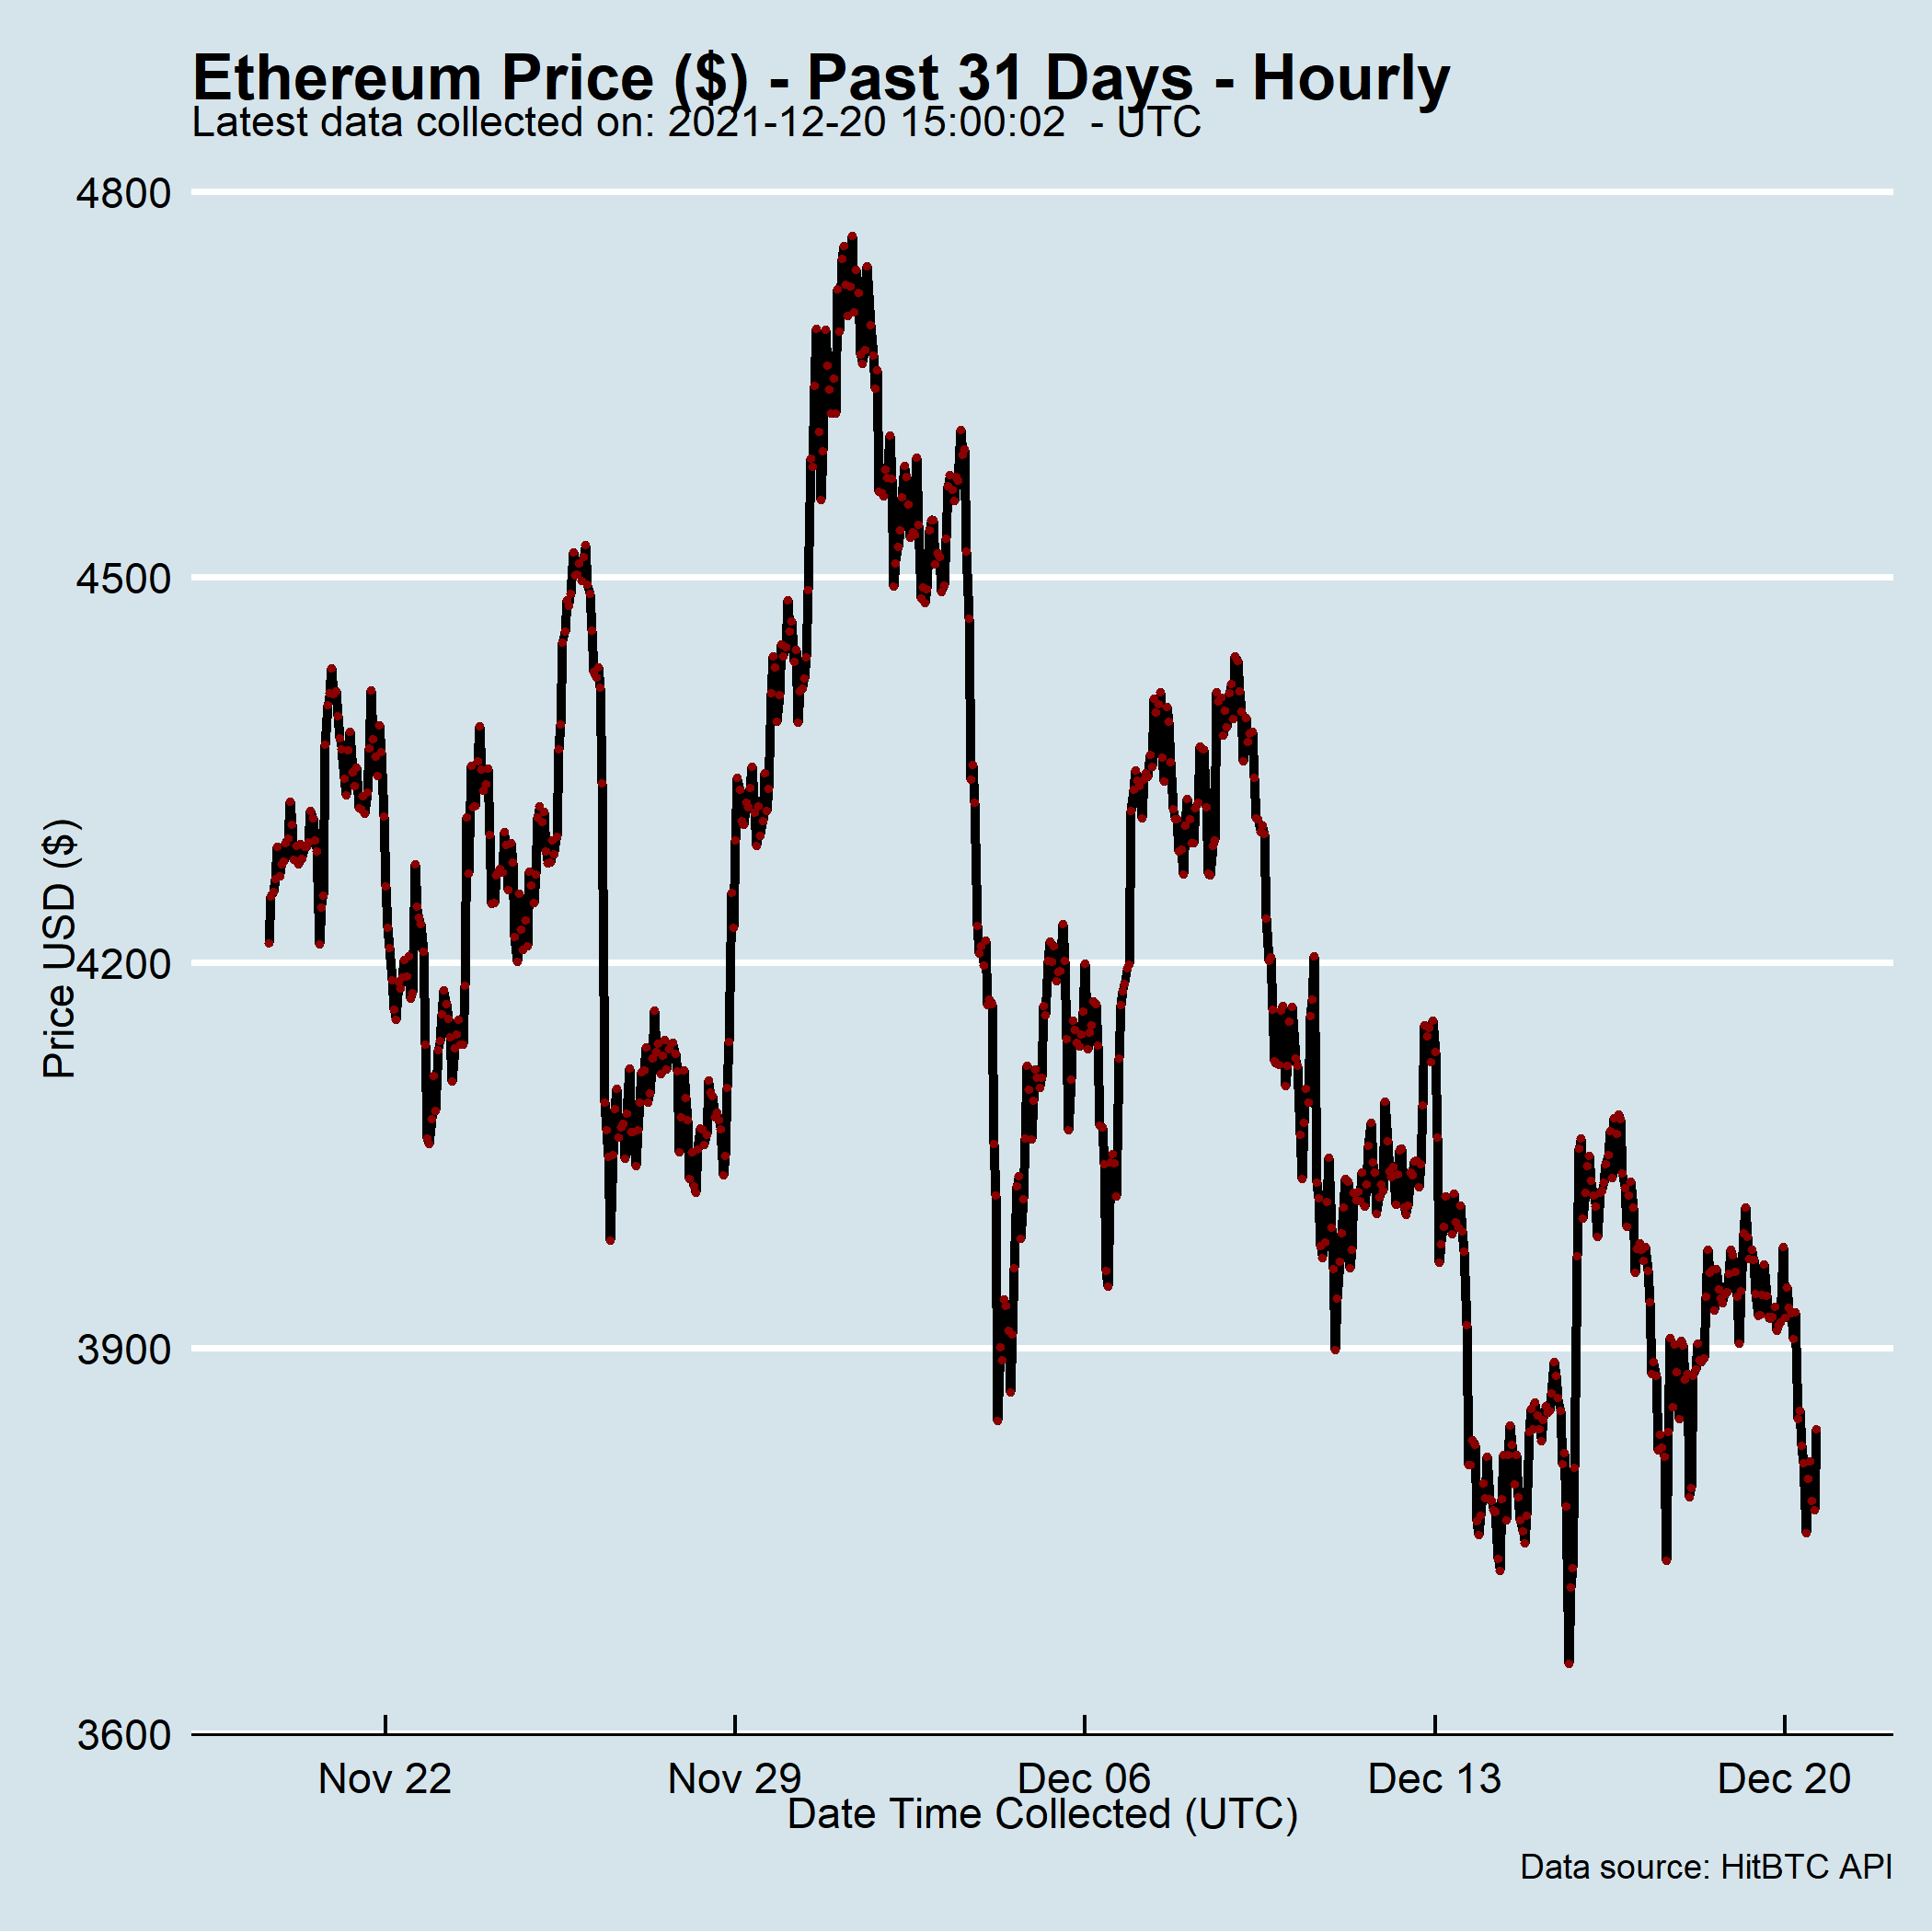 Ethereum Price ($) - Past 31 Days - Hourly
Latest data collected on: 2021-12-20 15:00:02  - UTC
4800
4500
4200
3900
3600
Price USD ($)
Nov 22
Nov 29
Dec 06
Dec 13
Dec 20
Date Time Collected (UTC)
Data source: HitBTC API